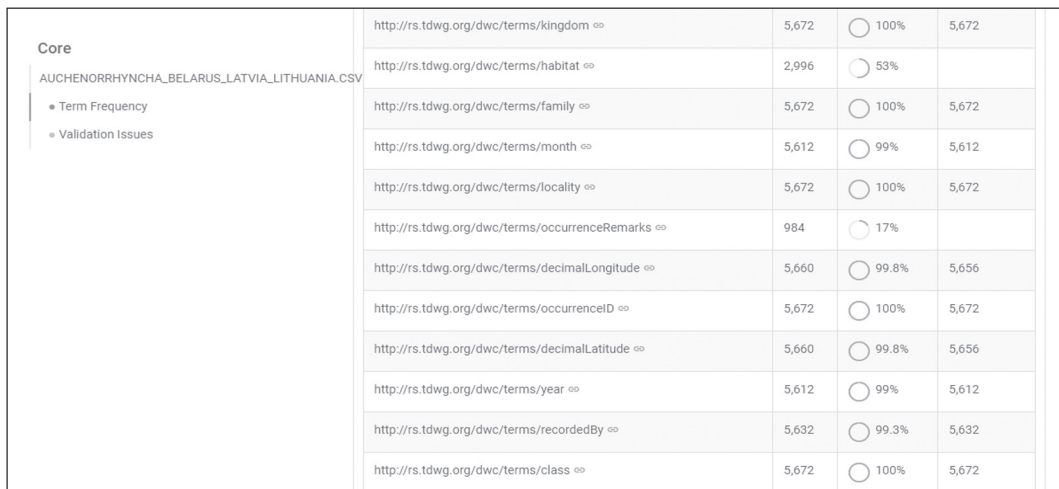 Core
AUCHENORRHYNCHA_BELARUS_LATVIA_LITHUANIA.CSV
Term Frequency
Validation Issues
http://rs.tdwg.org/dwc/terms/kingdom 5,672 100% 5,672
http://rs.tdwg.org/dwc/terms/habitat 2,996 53%
http://rs.tdwg.org/dwc/terms/family 5,672 100% 5,672
http://rs.tdwg.org/dwc/terms/month 5,612 99% 5,612
http://rs.tdwg.org/dwc/terms/locality 5,672 100% 5,672
http://rs.tdwg.org/dwc/terms/occurrenceRemarks 984 17%
http://rs.tdwg.org/dwc/terms/decimalLongitude 5,660 99.8% 5,656
http://rs.tdwg.org/dwc/terms/occurrenceID 5,672 100% 5,672
http://rs.tdwg.org/dwc/terms/decimalLatitude 5,660 99.8% 5,656
http://rs.tdwg.org/dwc/terms/year 5,612 99% 5,612
http://rs.tdwg.org/dwc/terms/recordedBy 5,632 99.3% 5,632
http://rs.tdwg.org/dwc/terms/class 5,672 100% 5,672